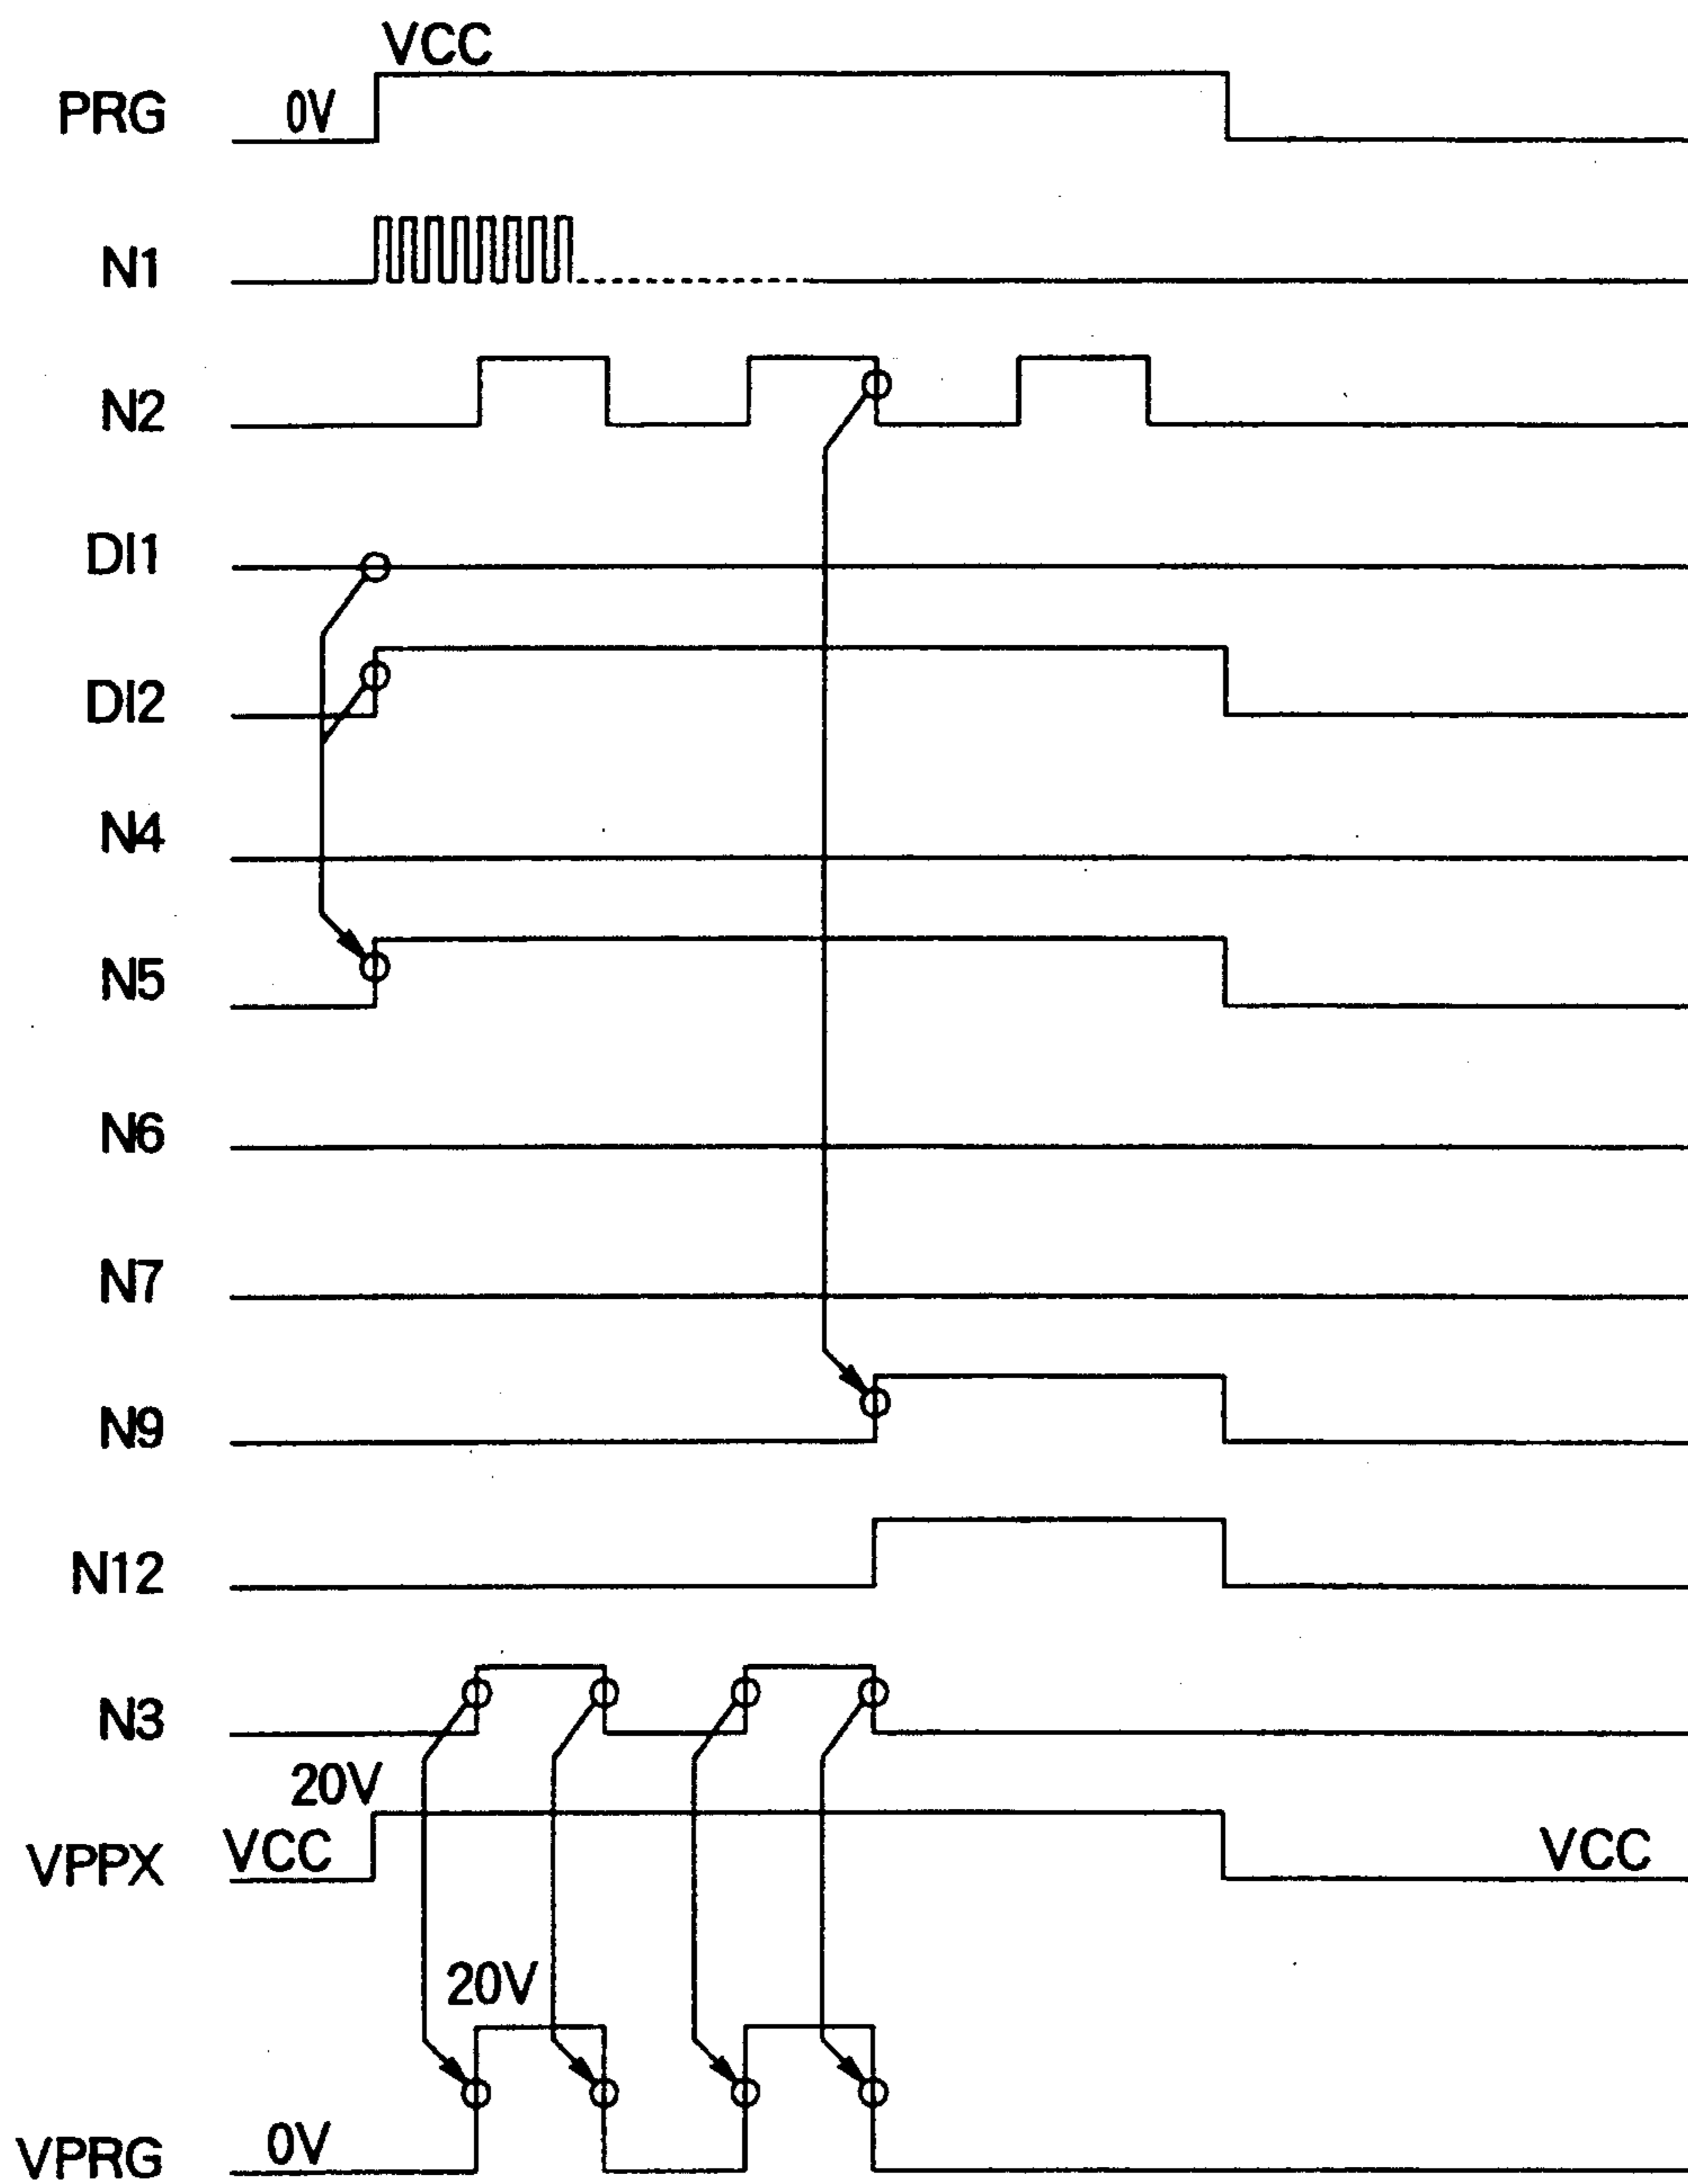 VCC
PRG 0V
N1
N2
DI1
DI2
N4
N5
N6
N7
N9
N12
N3
20V
VPPX VCC VCC
20V
VPRG 0V